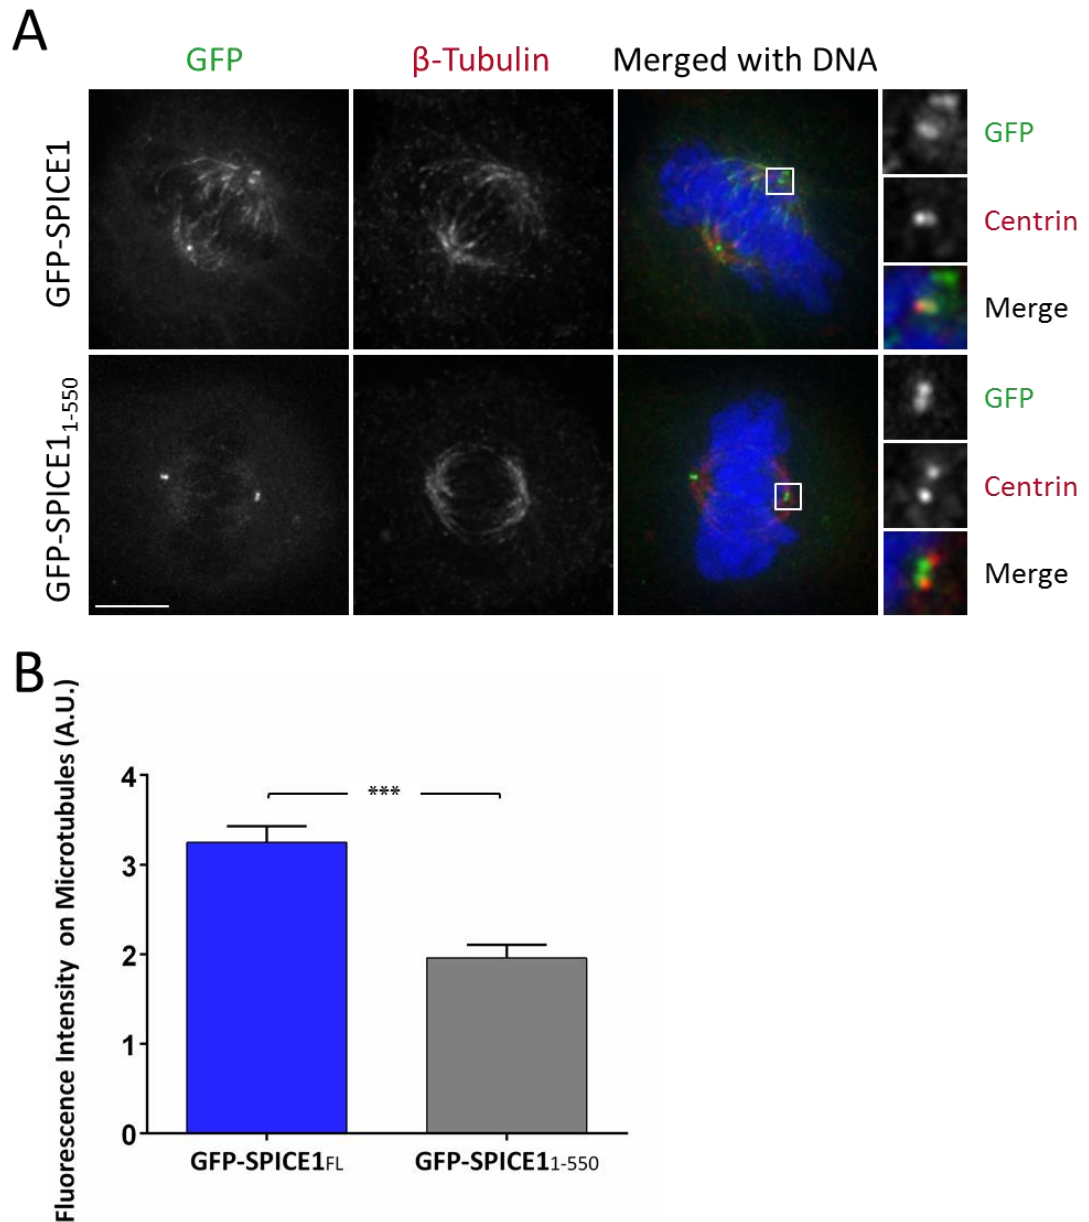 A
GFP
β-Tubulin
Merged with DNA
GFP-SPICE1
GFP
Centrin
Merge
GFP-SPICE1₁₋₅₅₀
GFP
Centrin
Merge
B
Fluorescence Intensity on Microtubules (A.U.)
4
***
3
2
1
0
GFP-SPICE1FL
GFP-SPICE11-550